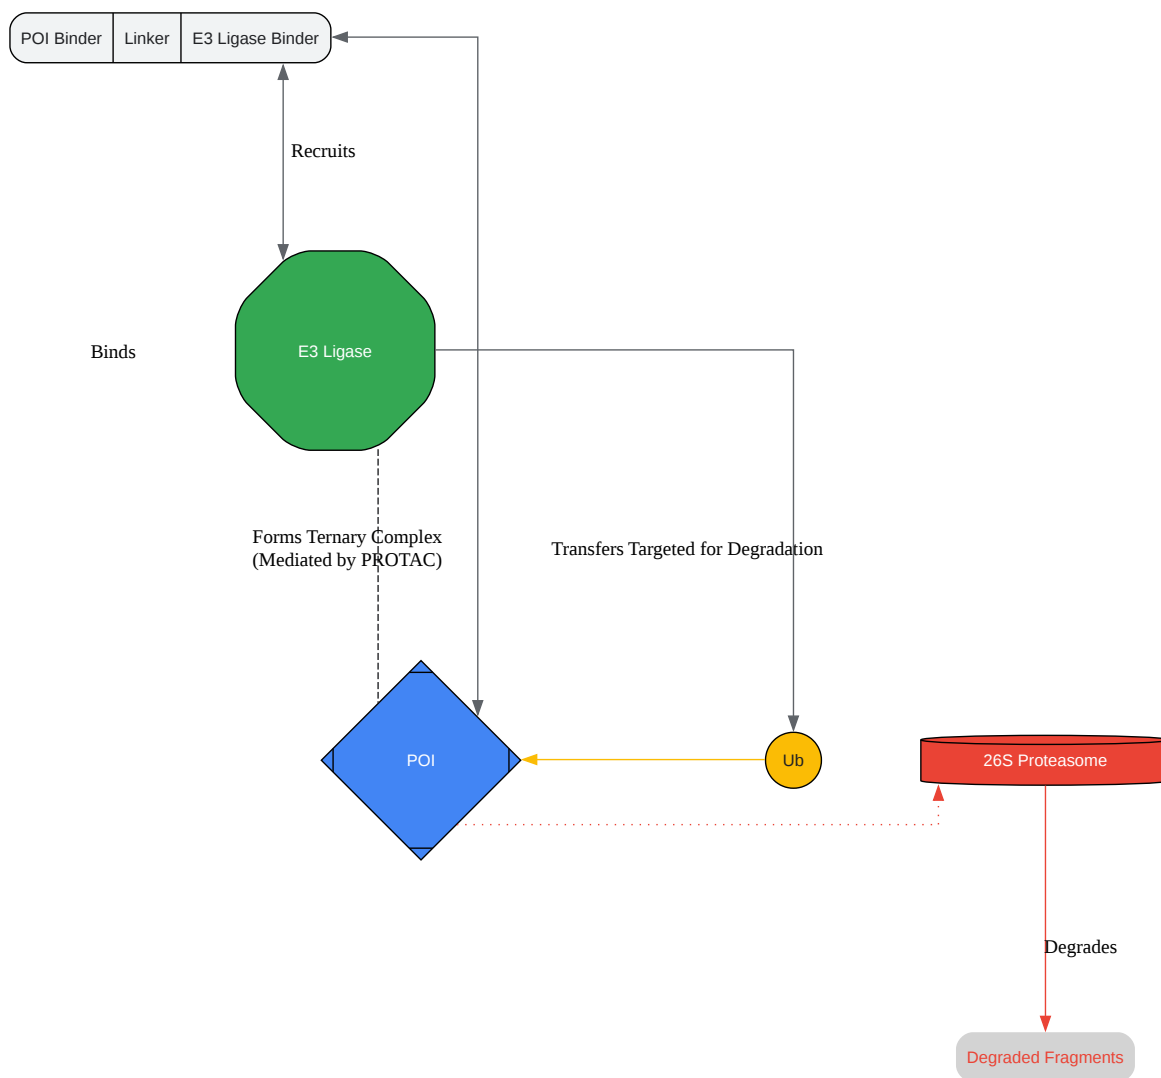 POI Binder
Linker
E3 Ligase Binder
Recruits
Binds
E3 Ligase
Forms Ternary Complex
(Mediated by PROTAC)
Transfers Targeted for Degradation
POI
Ub
26S Proteasome
Degrades
Degraded Fragments